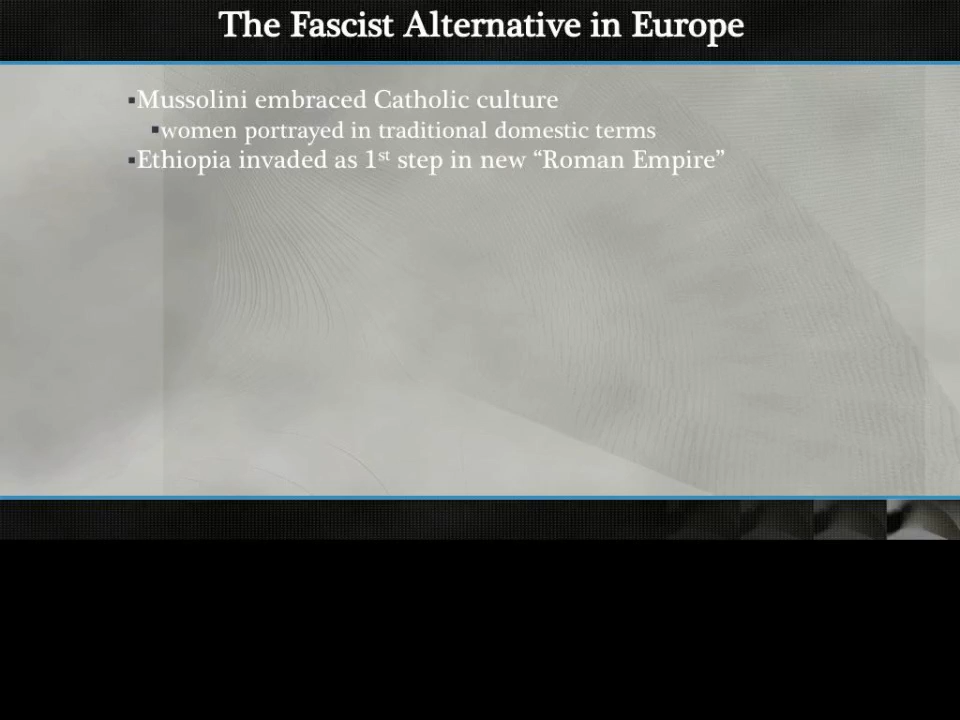 The Fascist Alternative in Europe
▪Mussolini embraced Catholic culture
▪women portrayed in traditional domestic terms
▪Ethiopia invaded as 1st step in new “Roman Empire”